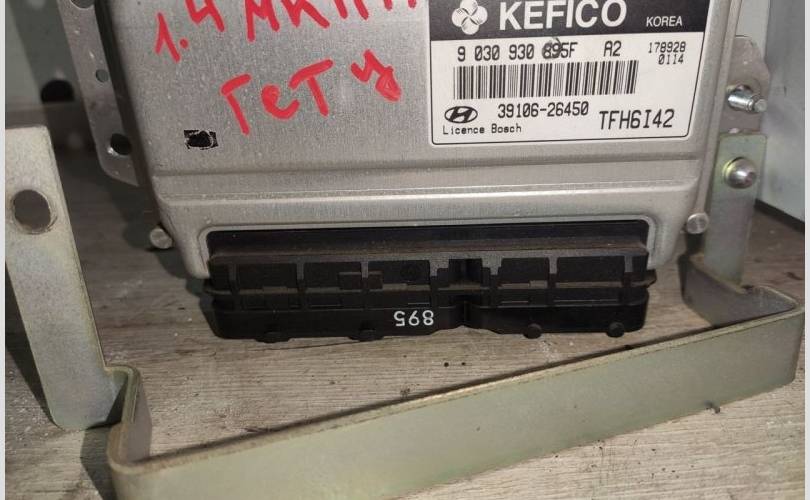 KEFICO
KOREA
9 030 930 895F A2
178928
0114
39106-26450
Licence Bosch
TFH6I42
1.4 МКПП
Гетц
895